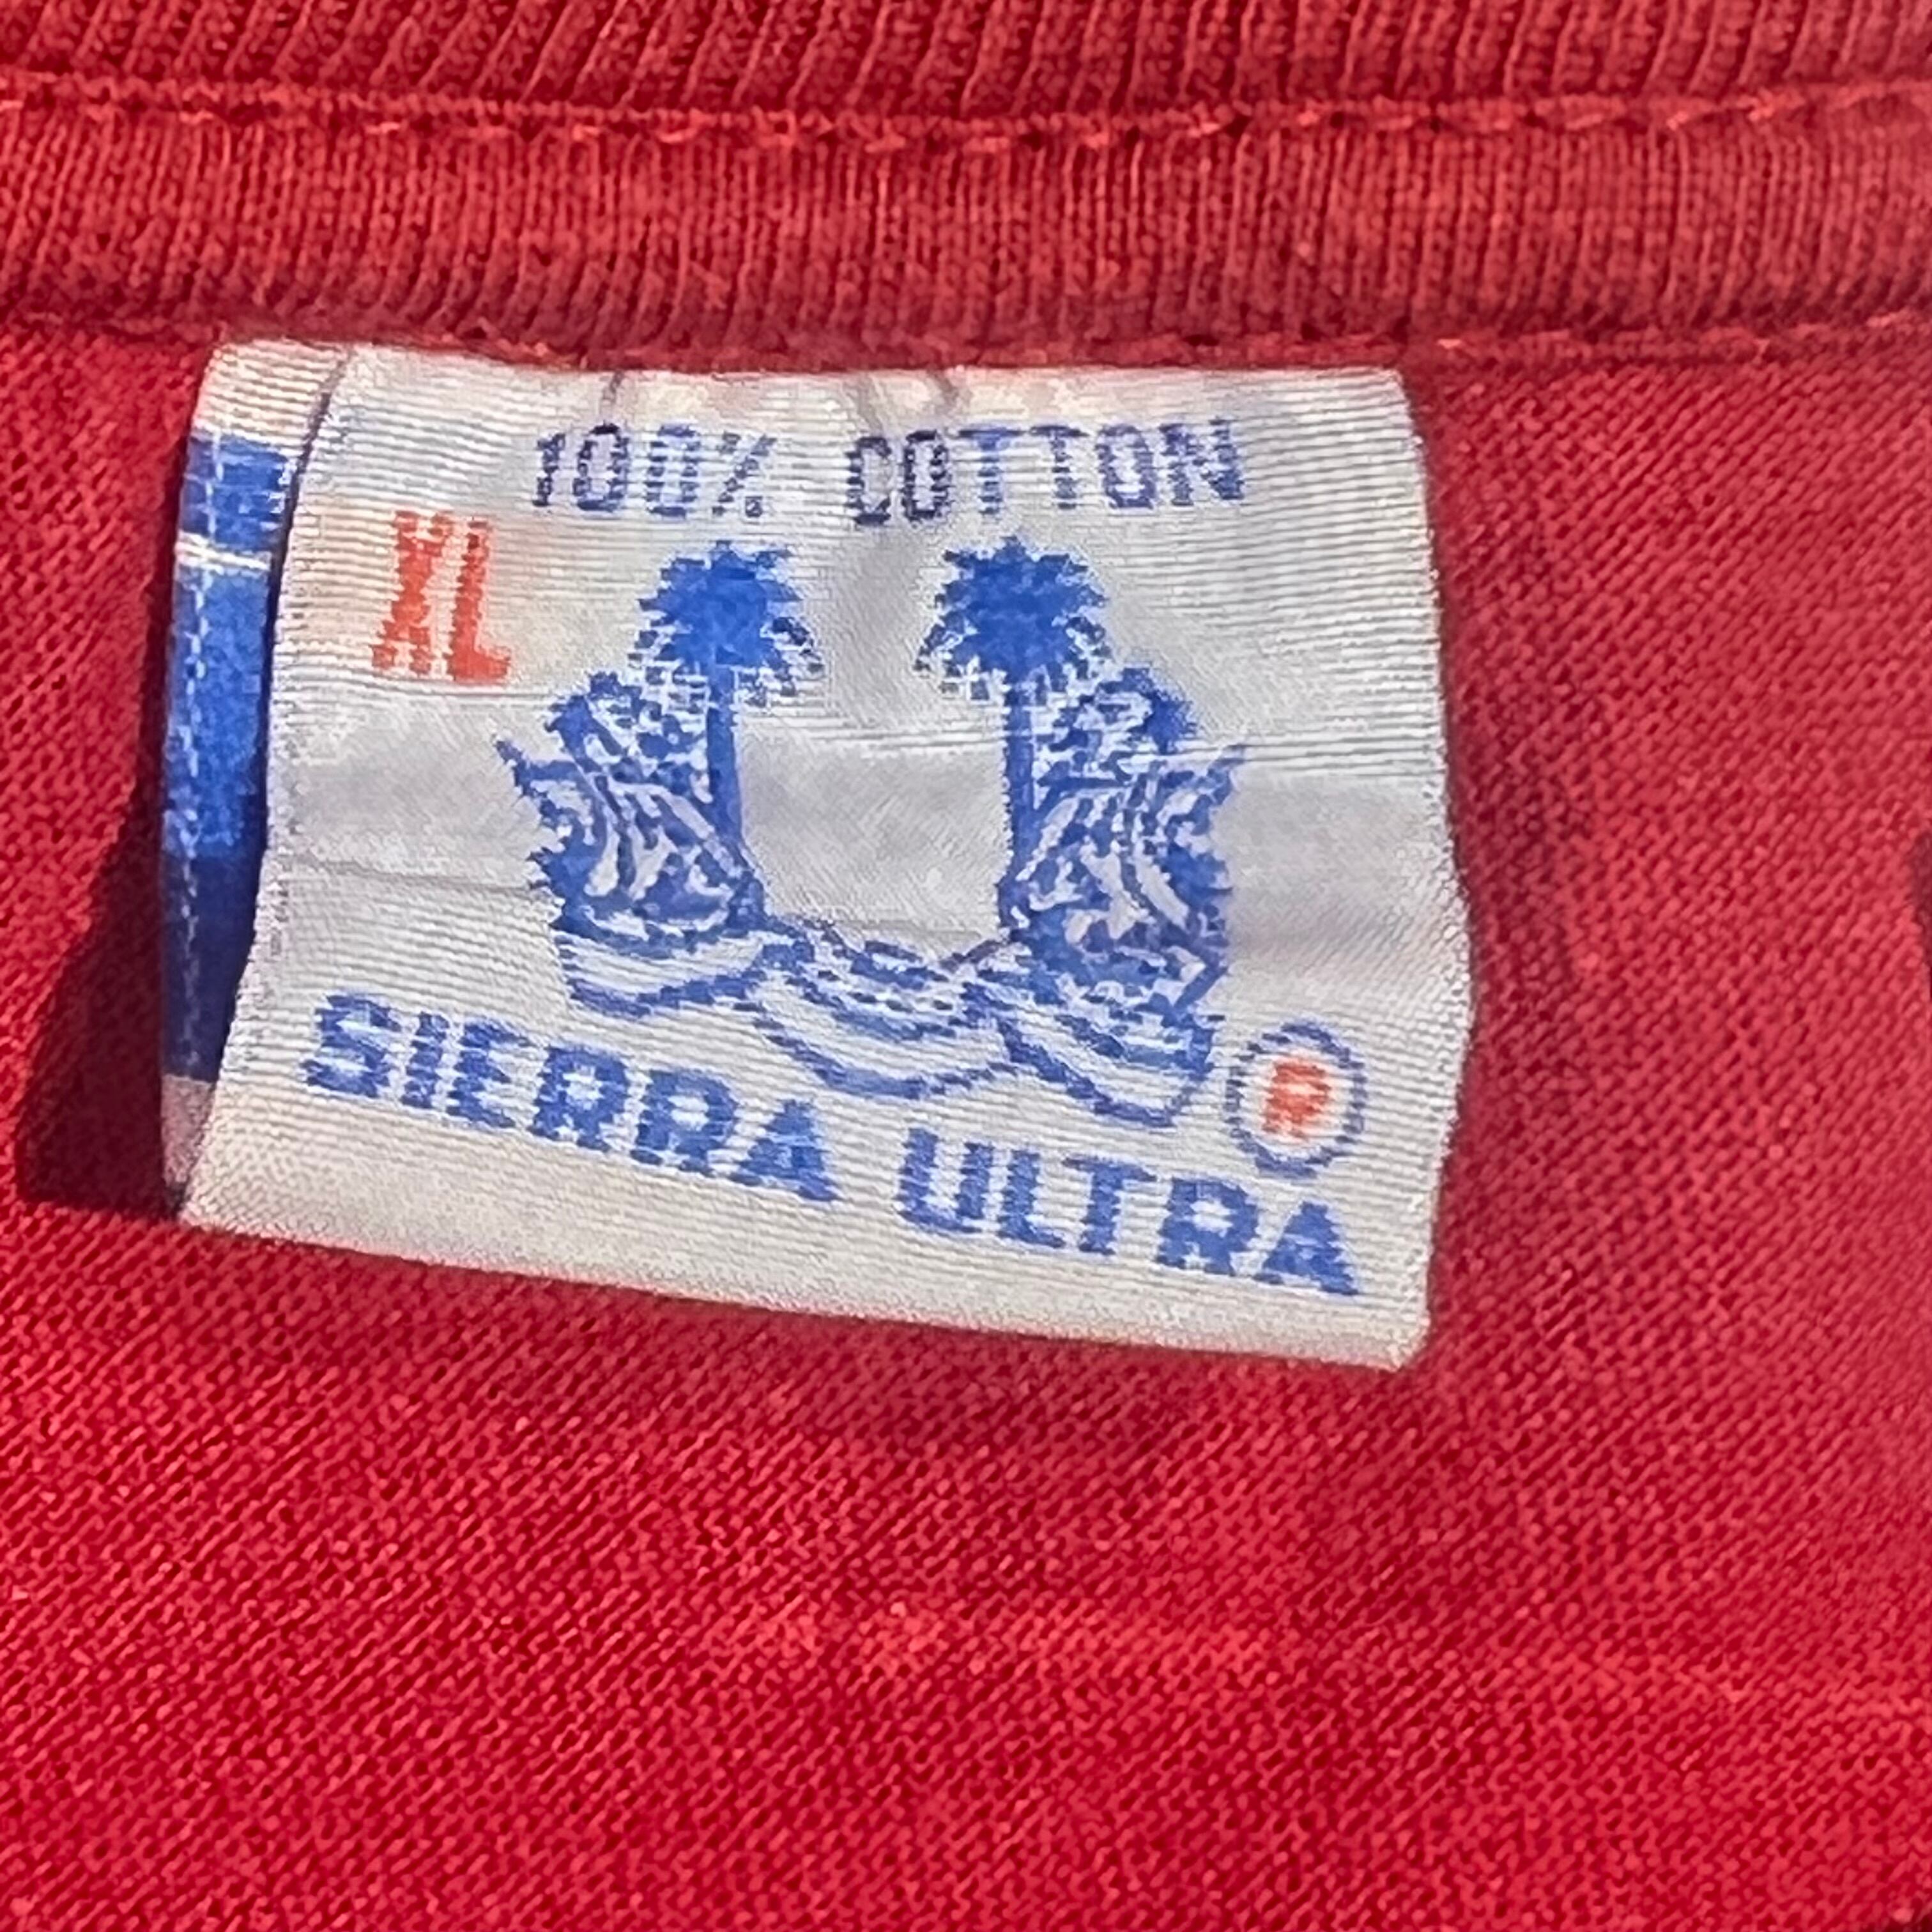 100% COTTON
XL
SIERRA ULTRA
®